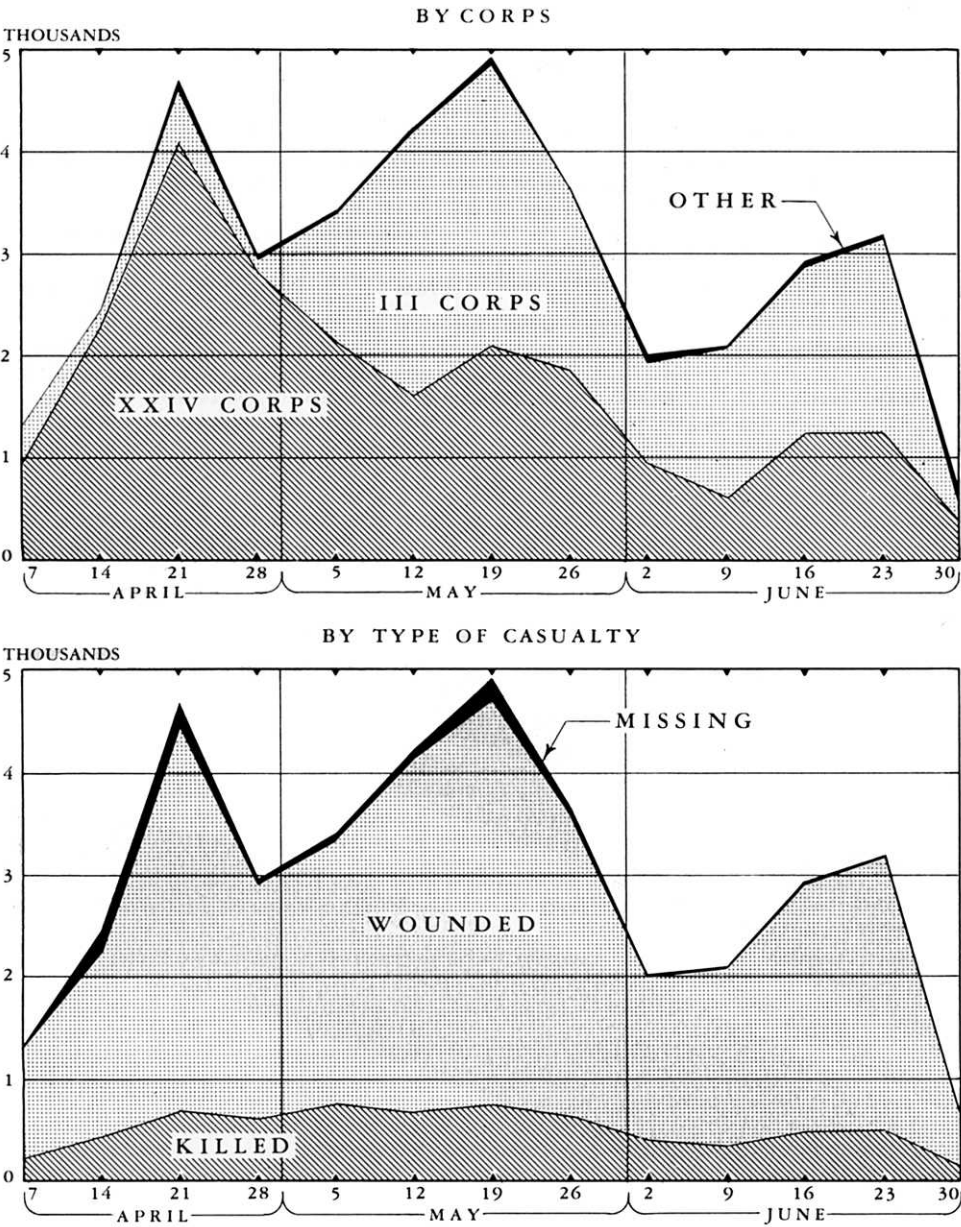 BY CORPS
THOUSANDS
5
4
OTHER
3
III CORPS
2
XXIV CORPS
1
0
7 14 21 28 5 12 19 26 2 9 16 23 30
APRIL MAY JUNE
BY TYPE OF CASUALTY
THOUSANDS
5
MISSING
4
3
WOUNDED
2
1
KILLED
0
7 14 21 28 5 12 19 26 2 9 16 23 30
APRIL MAY JUNE